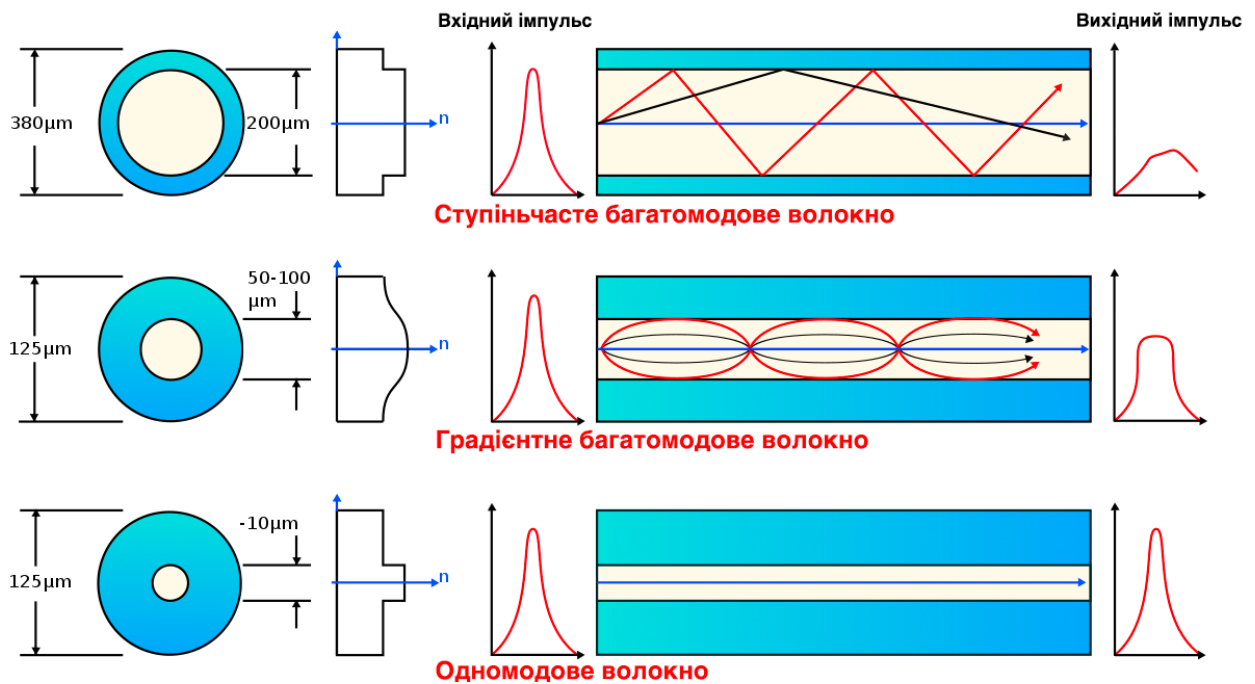 Вхідний імпульс
Вихідний імпульс
380µm
200µm
n
Ступіньчасте багатомодове волокно
50-100
µm
125µm
n
Градієнтне багатомодове волокно
-10µm
125µm
n
Одномодове волокно